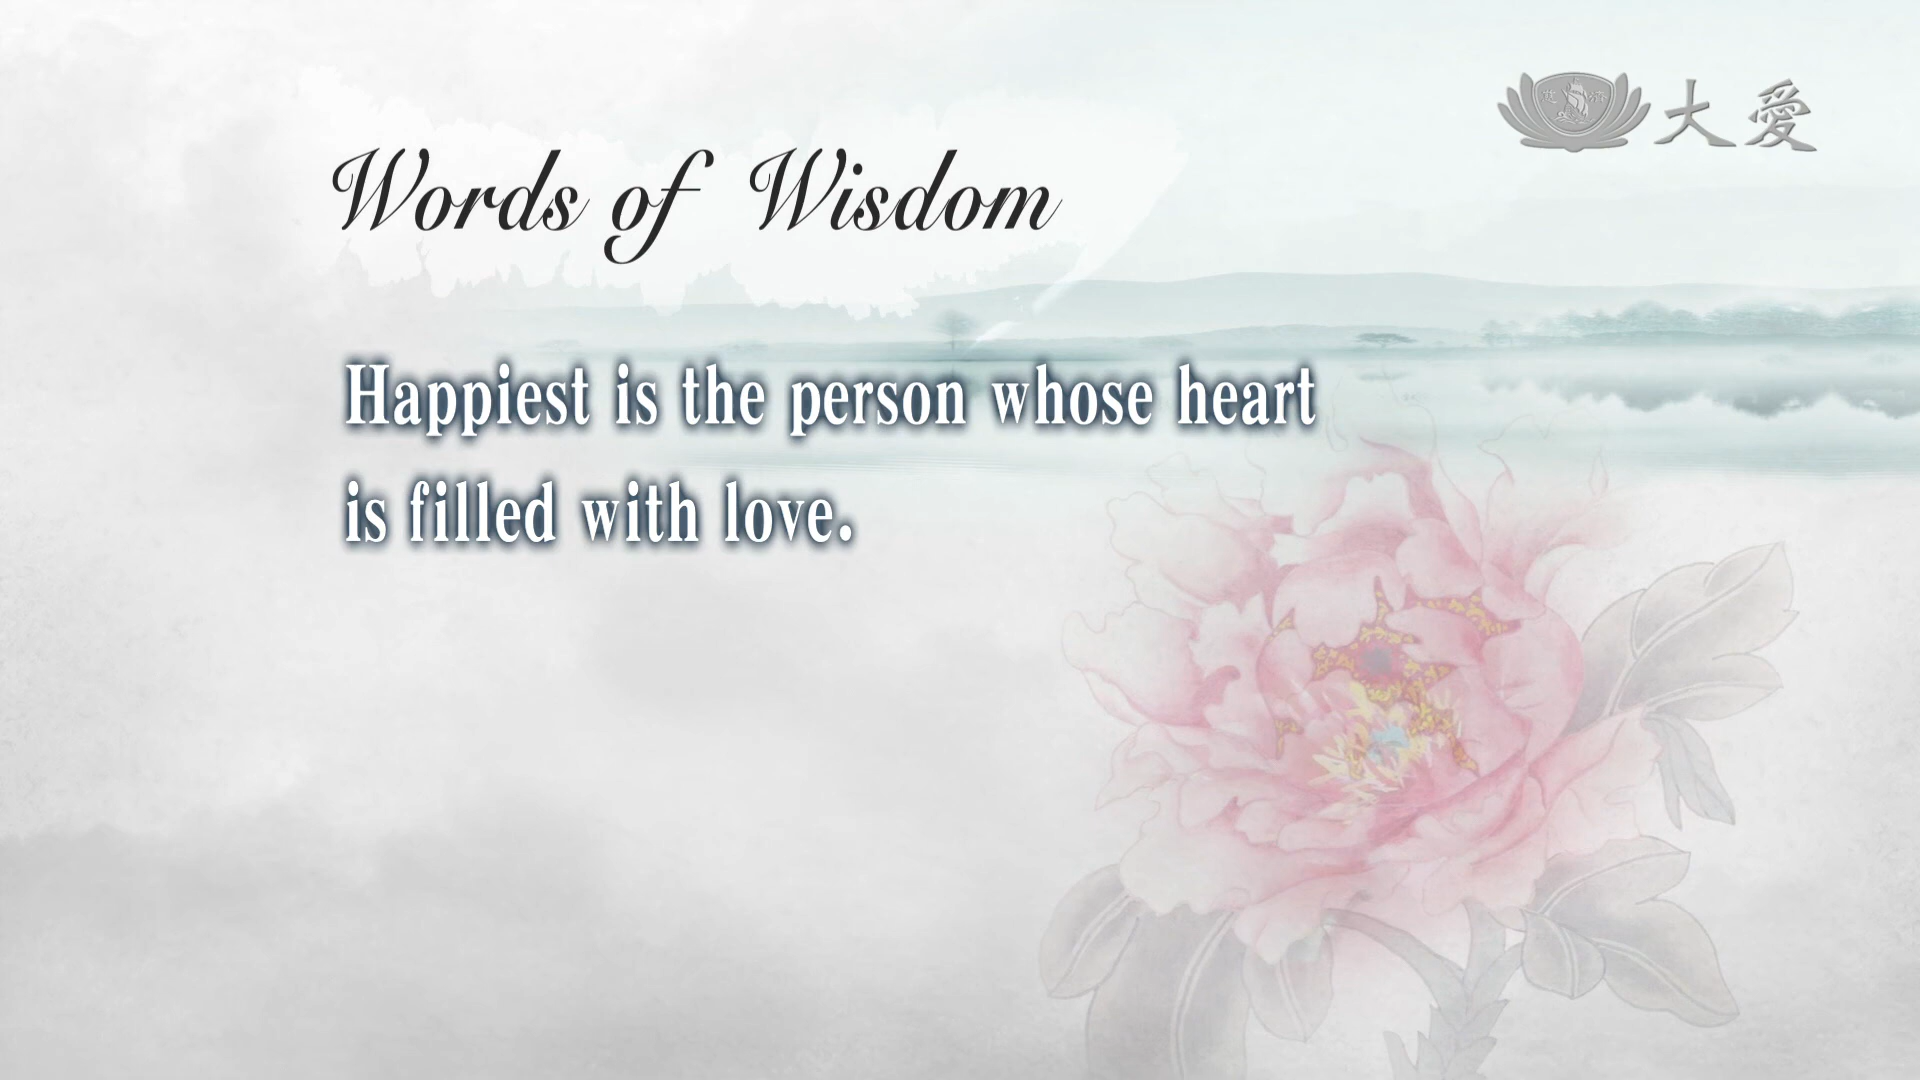 大愛
Words of Wisdom
Happiest is the person whose heart
is filled with love.